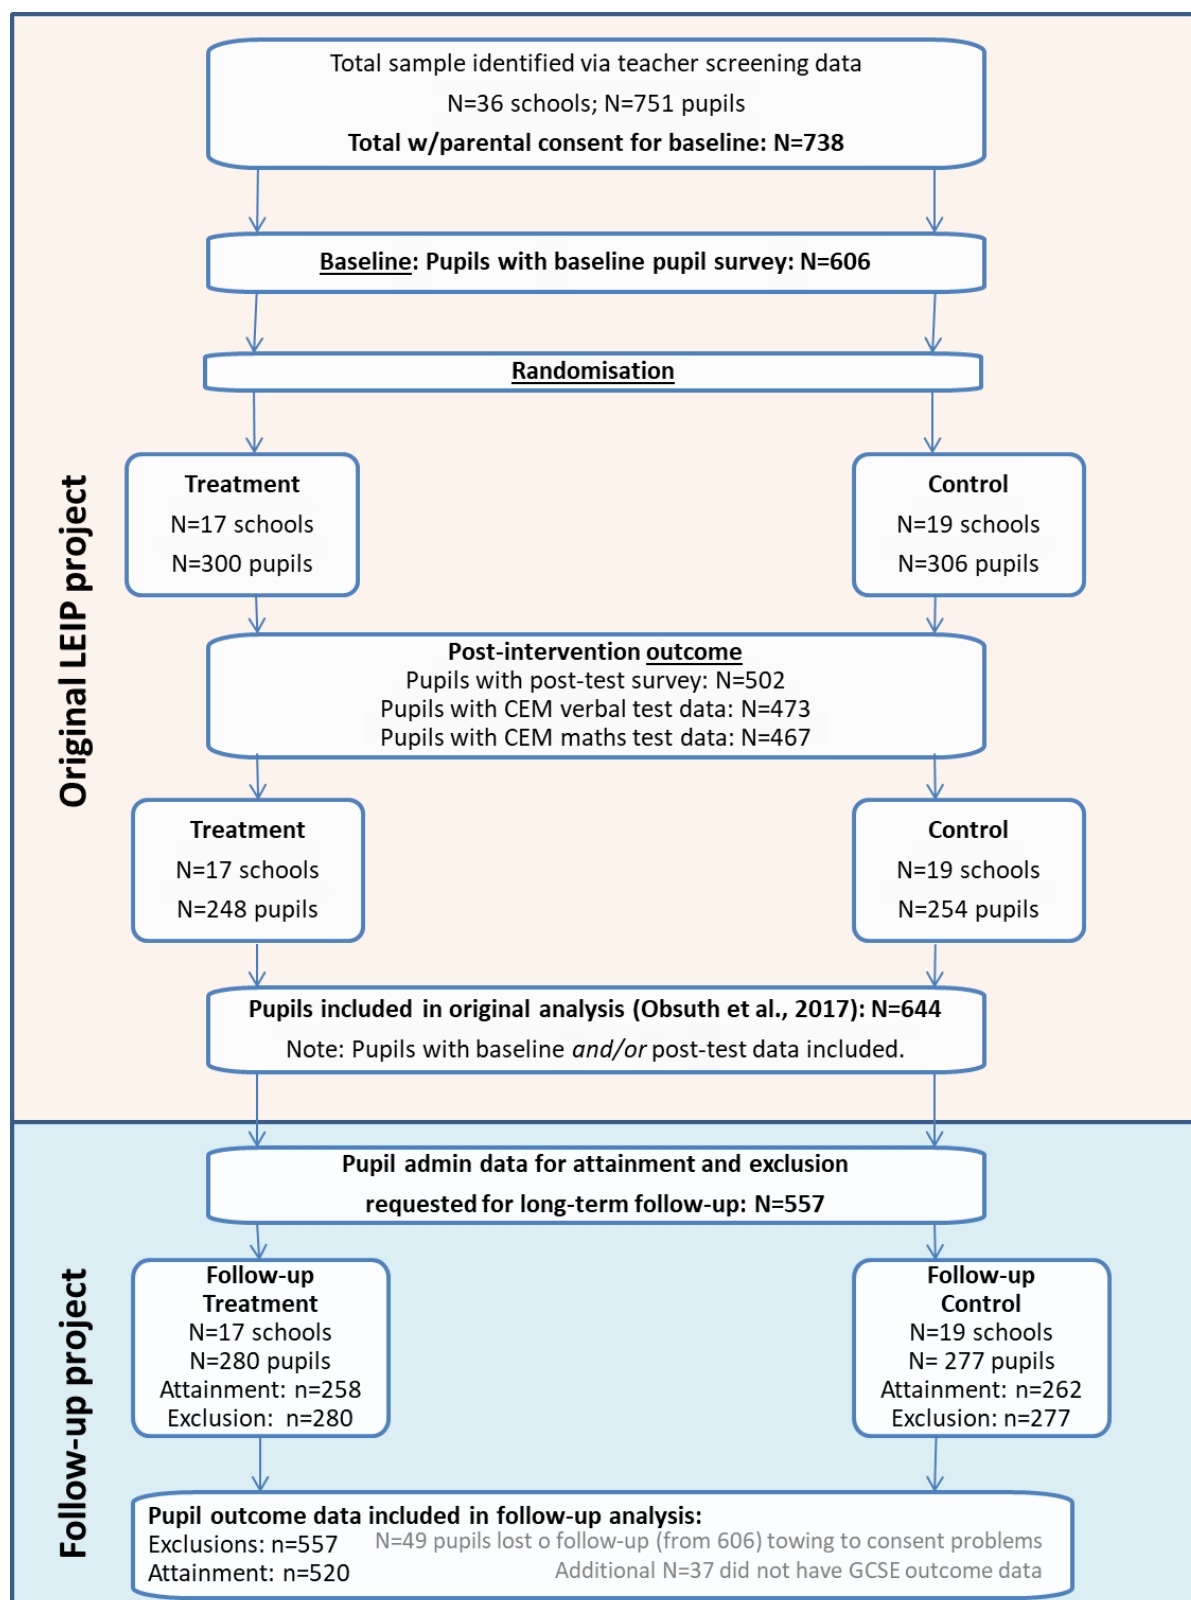 Total sample identified via teacher screening data
N=36 schools; N=751 pupils
Total w/parental consent for baseline: N=738
Baseline: Pupils with baseline pupil survey: N=606
Randomisation
Treatment
N=17 schools
N=300 pupils
Control
N=19 schools
N=306 pupils
Original LEIP project
Post-intervention outcome
Pupils with post-test survey: N=502
Pupils with CEM verbal test data: N=473
Pupils with CEM maths test data: N=467
Treatment
N=17 schools
N=248 pupils
Control
N=19 schools
N=254 pupils
Pupils included in original analysis (Obsuth et al., 2017): N=644
Note: Pupils with baseline and/or post-test data included.
Pupil admin data for attainment and exclusion
requested for long-term follow-up: N=557
Follow-up project
Follow-up
Treatment
N=17 schools
N=280 pupils
Attainment: n=258
Exclusion: n=280
Follow-up
Control
N=19 schools
N= 277 pupils
Attainment: n=262
Exclusion: n=277
Pupil outcome data included in follow-up analysis:
Exclusions: n=557 N=49 pupils lost o follow-up (from 606) towing to consent problems
Attainment: n=520 Additional N=37 did not have GCSE outcome data